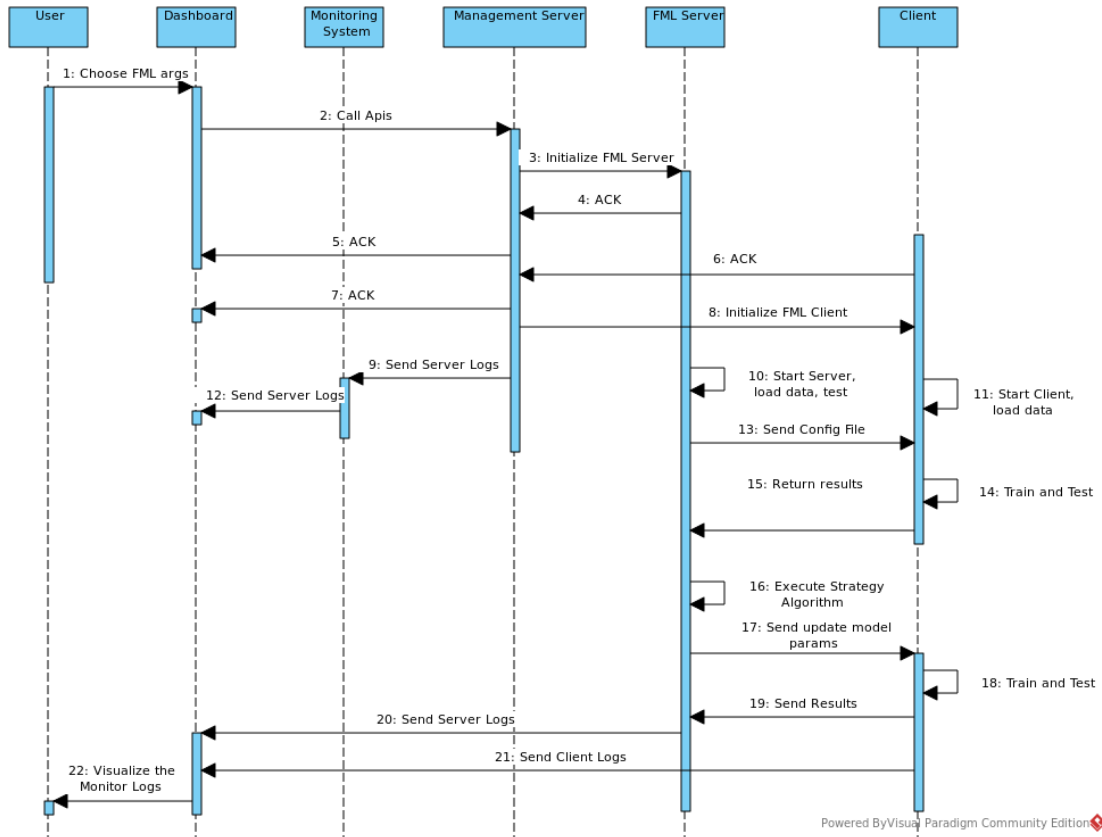 User
Dashboard
Monitoring
System
Management Server
FML Server
Client
1: Choose FML args
2: Call Apis
3: Initialize FML Server
4: ACK
5: ACK
6: ACK
7: ACK
8: Initialize FML Client
9: Send Server Logs
10: Start Server,
load data, test
11: Start Client,
load data
12: Send Server Logs
13: Send Config File
15: Return results
14: Train and Test
16: Execute Strategy
Algorithm
17: Send update model
params
18: Train and Test
19: Send Results
20: Send Server Logs
21: Send Client Logs
22: Visualize the
Monitor Logs
Powered ByVisual Paradigm Community Edition